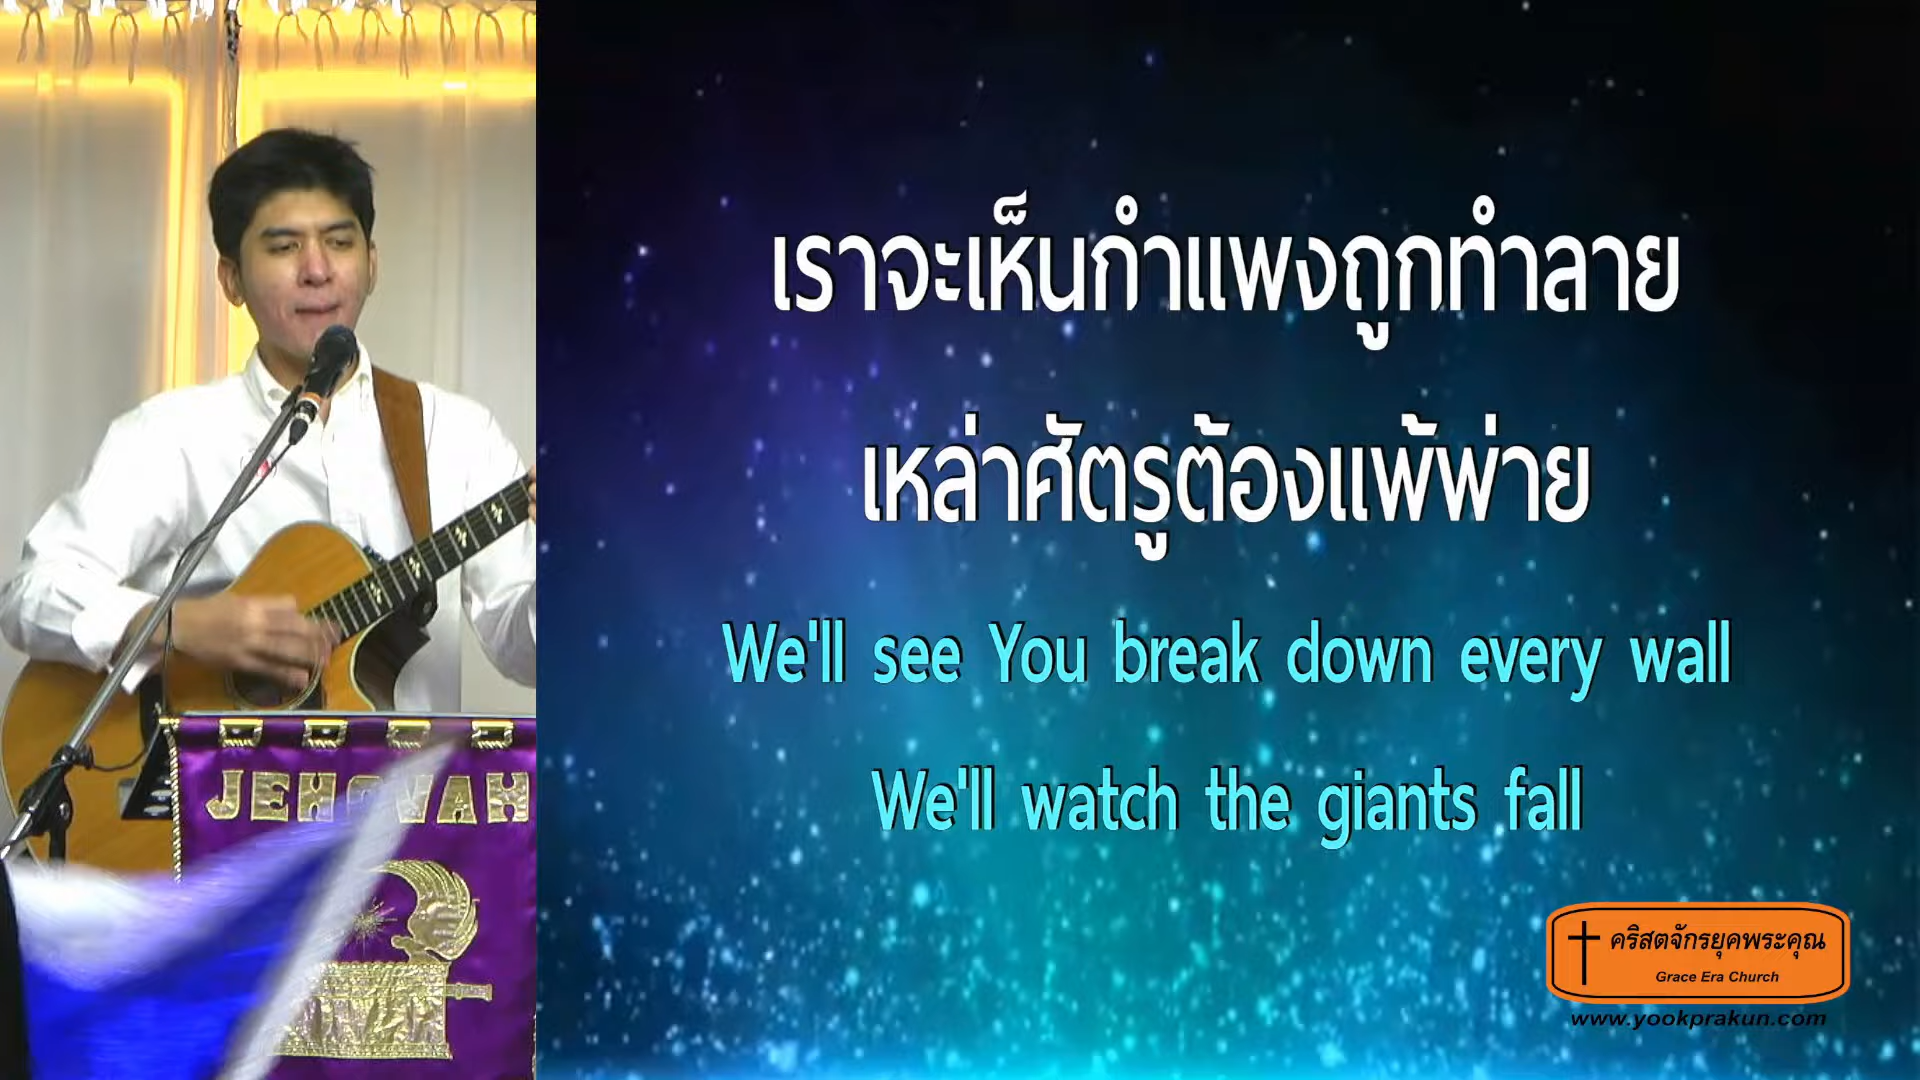 เราจะเห็นกำแพงถูกทำลาย
เหล่าศัตรูต้องแพ้พ่าย
We'll see You break down every wall
We'll watch the giants fall
JEHOVAH
คริสตจักรยุคพระคุณ
Grace Era Church
www.yookprakun.com